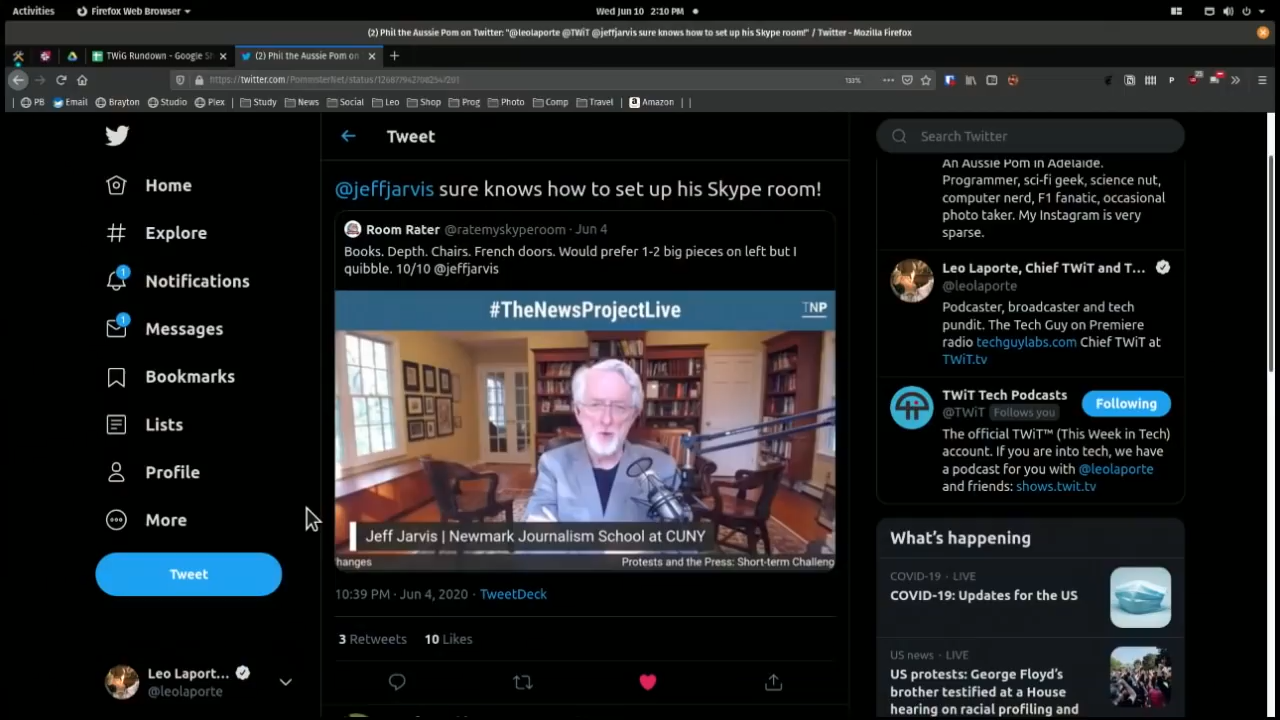 Activities
Firefox Web Browser
Wed Jun 10 2:10 PM
(2) Phil the Aussie Pom on Twitter: "@leolaporte @TWiT @jeffjarvis sure knows how to set up his Skype room!" / Twitter - Mozilla Firefox
TWiG Rundown - Google Sh
(2) Phil the Aussie Pom on
133%
PB
Email
Brayton
Studio
Plex
Study
News
Social
Leo
Shop
Prog
Photo
Comp
Travel
Amazon
Home
Explore
1
Notifications
1
Messages
Bookmarks
Lists
Profile
More
Tweet
Leo Laport...
@leolaporte
Tweet
@jeffjarvis sure knows how to set up his Skype room!
Room Rater @ratemyskyperoom · Jun 4
Books. Depth. Chairs. French doors. Would prefer 1-2 big pieces on left but I
quibble. 10/10 @jeffjarvis
#TheNewsProjectLive
TNP
Jeff Jarvis | Newmark Journalism School at CUNY
hanges
Protests and the Press: Short-term Challeng
10:39 PM · Jun 4, 2020 · TweetDeck
3 Retweets 10 Likes
Search Twitter
An Aussie Pom in Adelaide.
Programmer, sci-fi geek, science nut,
computer nerd, F1 fanatic, occasional
photo taker. My Instagram is very
sparse.
Leo Laporte, Chief TWiT and T...
@leolaporte
Podcaster, broadcaster and tech
pundit. The Tech Guy on Premiere
radio techguylabs.com Chief TWiT at
TWiT.tv
TWiT Tech Podcasts
@TWiT Follows you
Following
The official TWiT™ (This Week in Tech)
account. If you are into tech, we have
a podcast for you with @leolaporte
and friends: shows.twit.tv
What's happening
COVID-19 · LIVE
COVID-19: Updates for the US
US news · LIVE
US protests: George Floyd's
brother testified at a House
hearing on racial profiling and